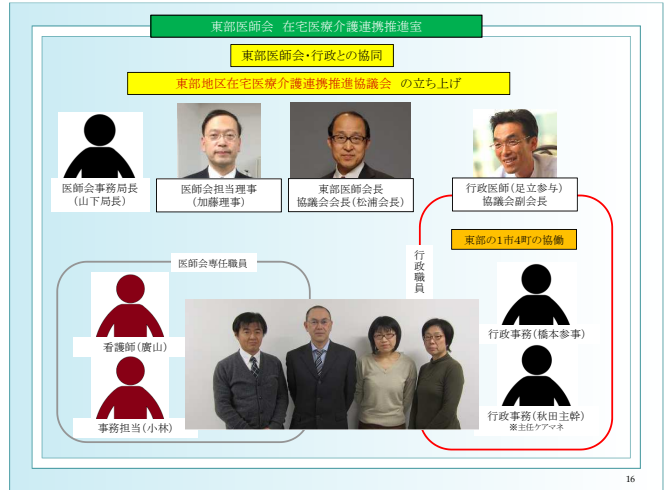 東部医師会　在宅医療介護連携推進室
東部医師会・行政との協同
東部地区在宅医療介護連携推進協議会　の立ち上げ
医師会事務局長
(山下局長)
医師会担当理事
(加藤理事)
東部医師会長
協議会会長(松浦会長)
行政医師(足立参与)
協議会副会長
東部の1市4町の協働
医師会専任職員
行政職員
看護師(廣山)
事務担当(小林)
行政事務(橋本参事)
行政事務(秋田主幹)
※主任ケアマネ
16